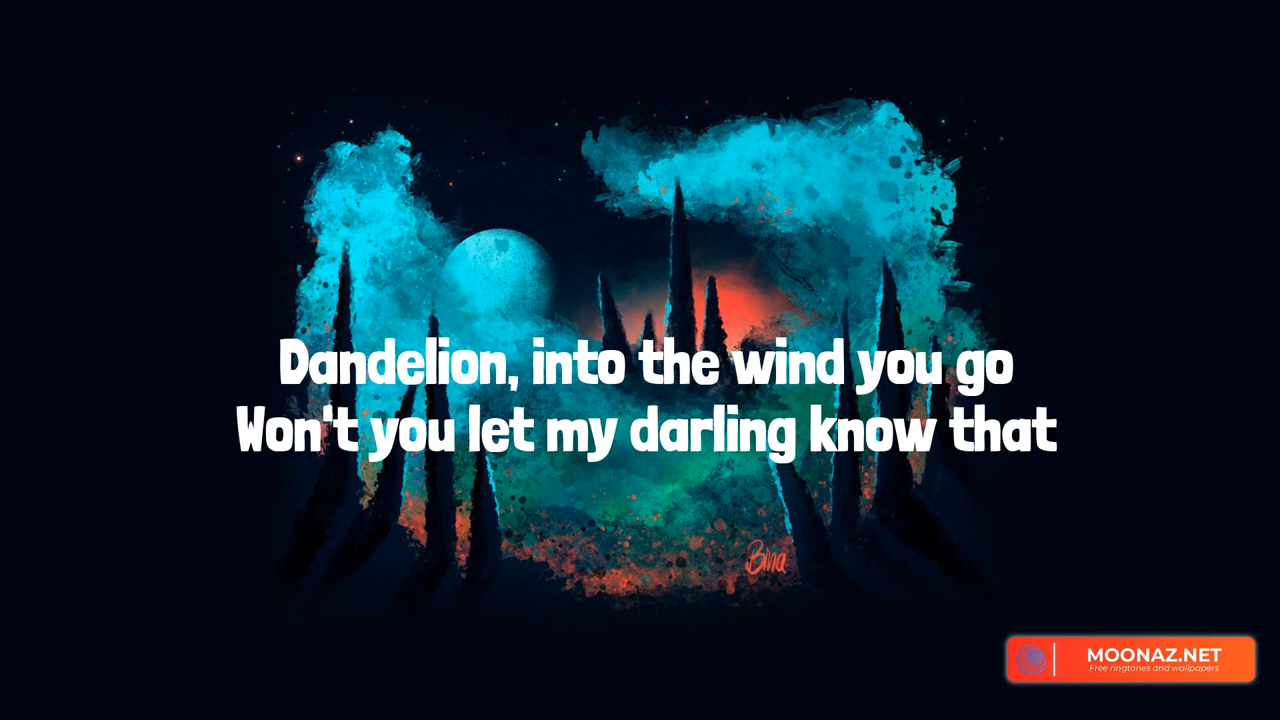 Dandelion, into the wind you go
Won't you let my darling know that
Bina
MOONAZ.NET
Free ringtones and wallpapers